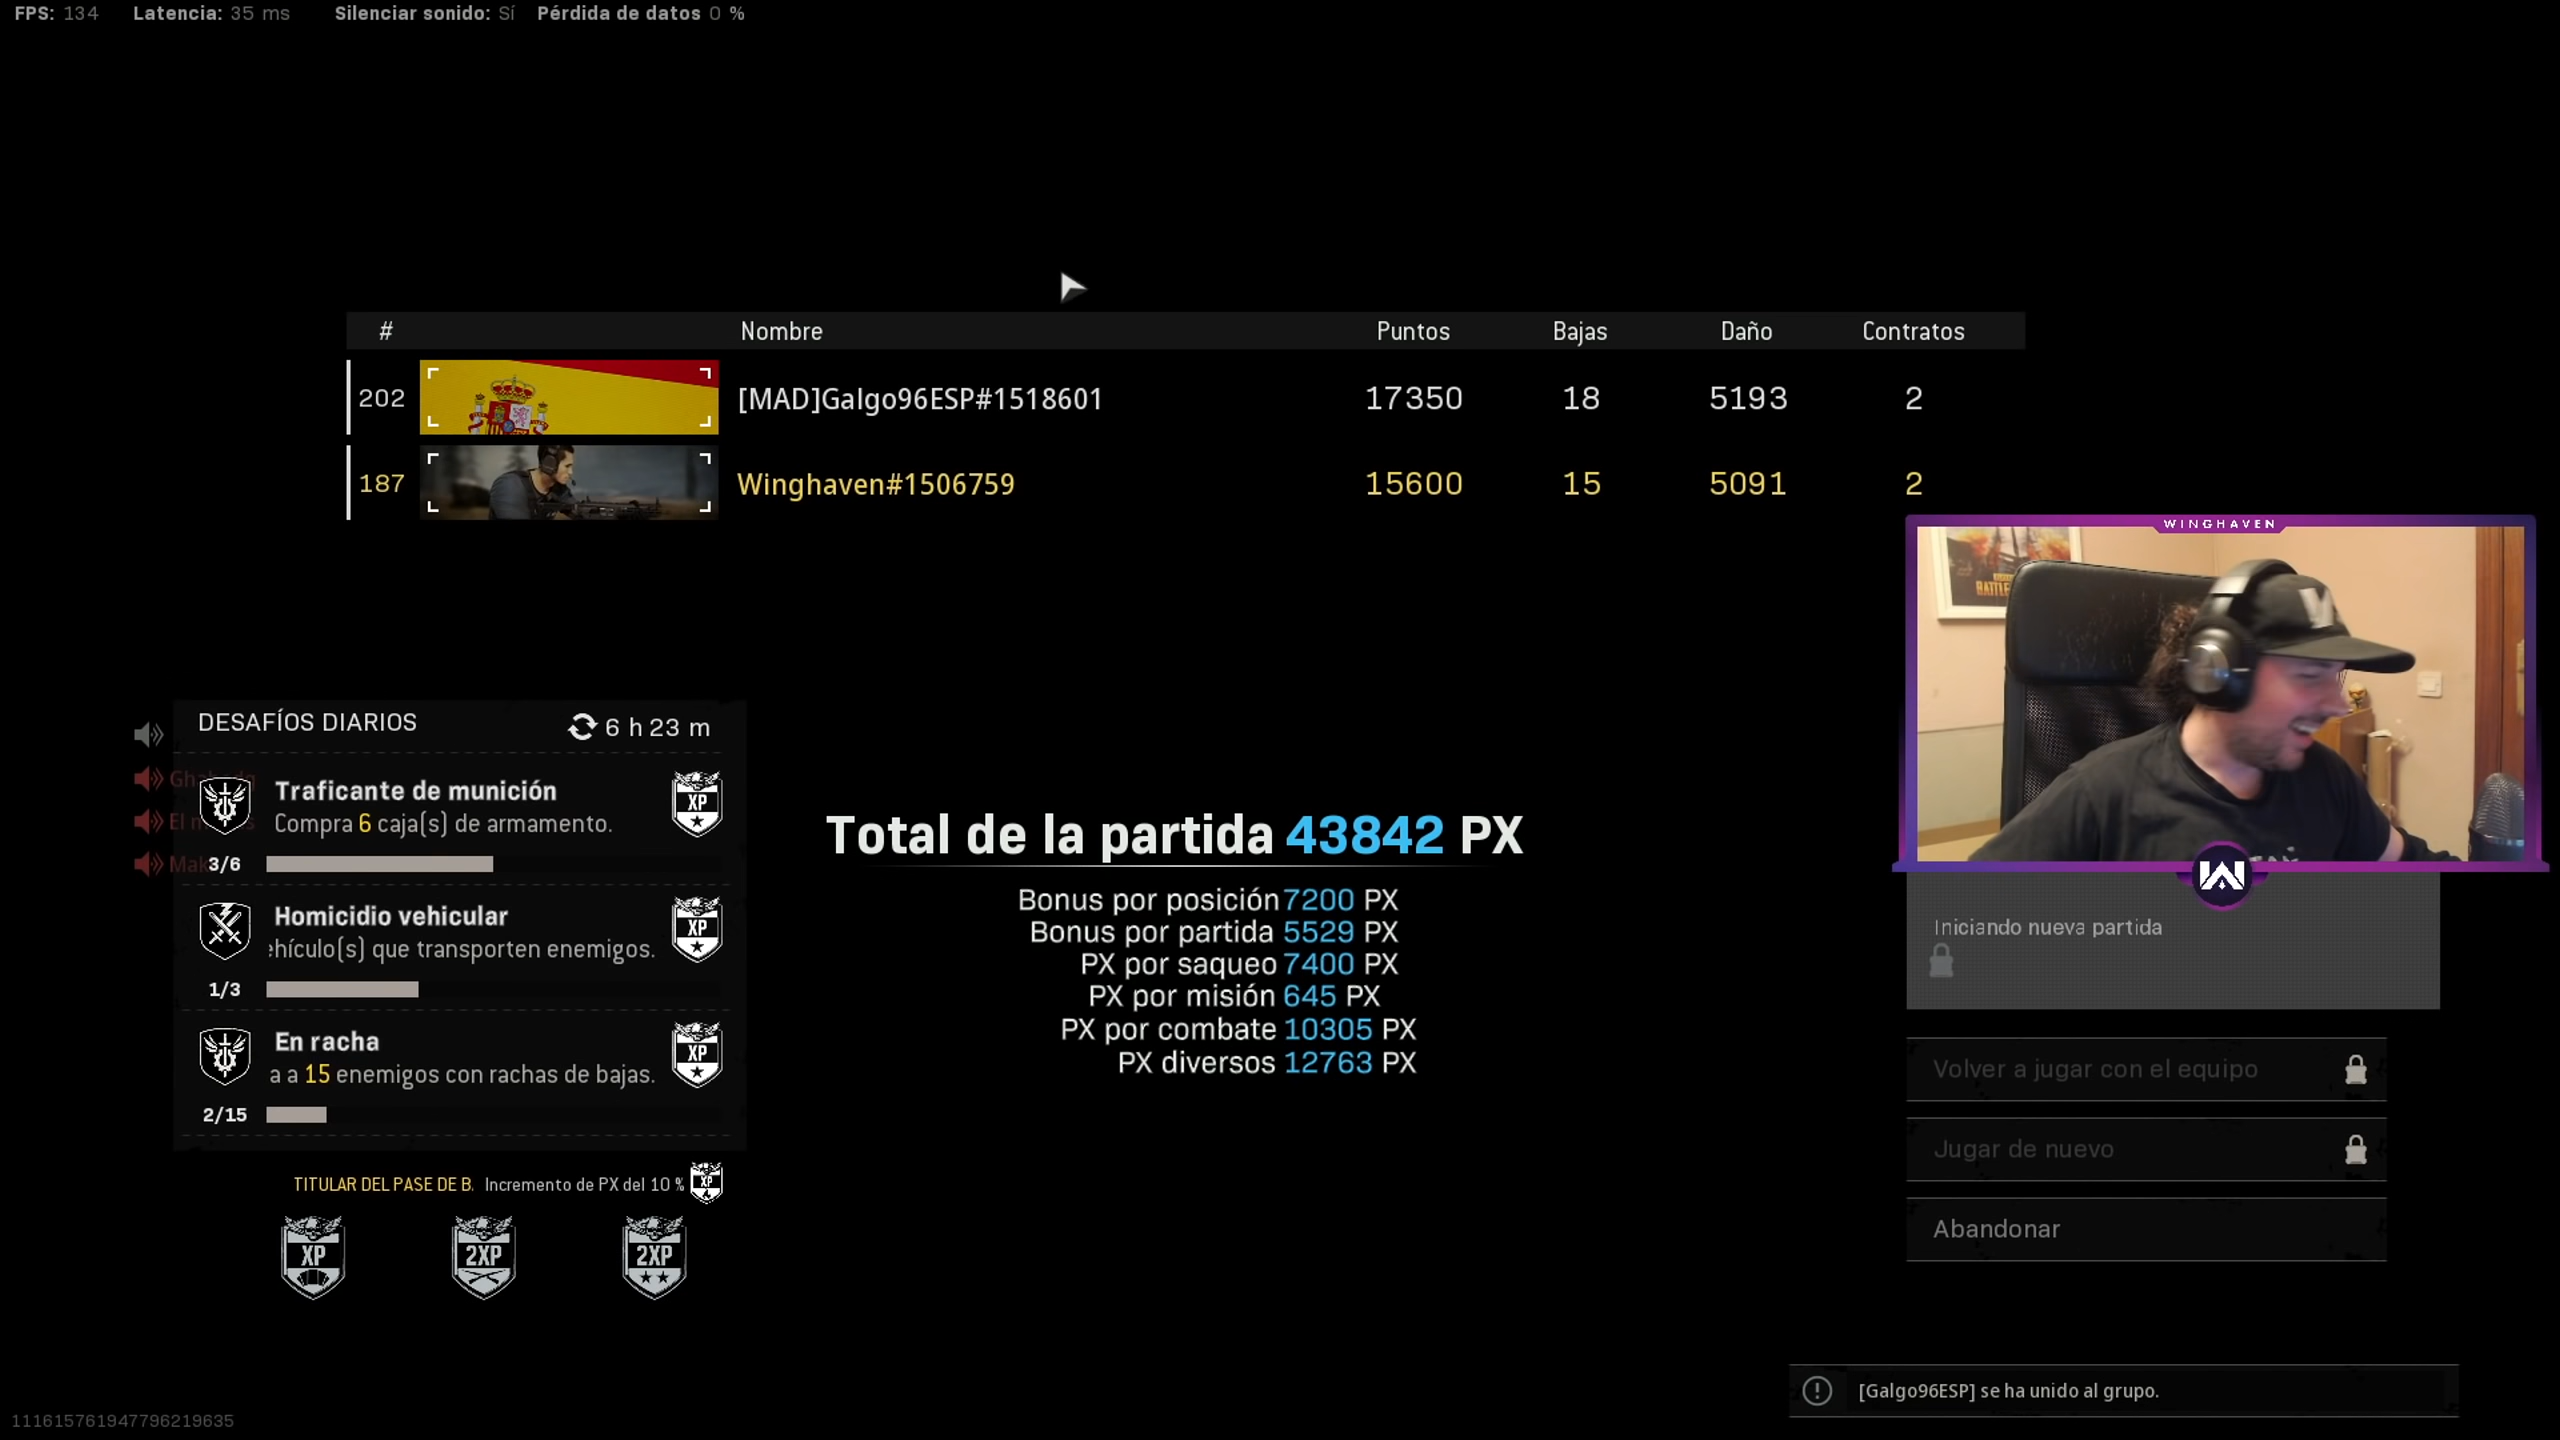 FPS: 134 Latencia: 35 ms Silenciar sonido: Sí Pérdida de datos 0 %
# Nombre Puntos Bajas Daño Contratos
202 [MAD]Galgo96ESP#1518601 17350 18 5193 2
187 Winghaven#1506759 15600 15 5091 2
WINGHAVEN
DESAFÍOS DIARIOS 6 h 23 m
Traficante de munición
XP
Compra 6 caja(s) de armamento.
3/6
Homicidio vehicular
XP
ehículo(s) que transporten enemigos.
1/3
En racha
XP
a a 15 enemigos con rachas de bajas.
2/15
TITULAR DEL PASE DE B. Incremento de PX del 10 % XP
XP 2XP 2XP
Total de la partida 43842 PX
Bonus por posición 7200 PX
Bonus por partida 5529 PX
PX por saqueo 7400 PX
PX por misión 645 PX
PX por combate 10305 PX
PX diversos 12763 PX
Iniciando nueva partida
Volver a jugar con el equipo
Jugar de nuevo
Abandonar
[Galgo96ESP] se ha unido al grupo.
111615761947796219635